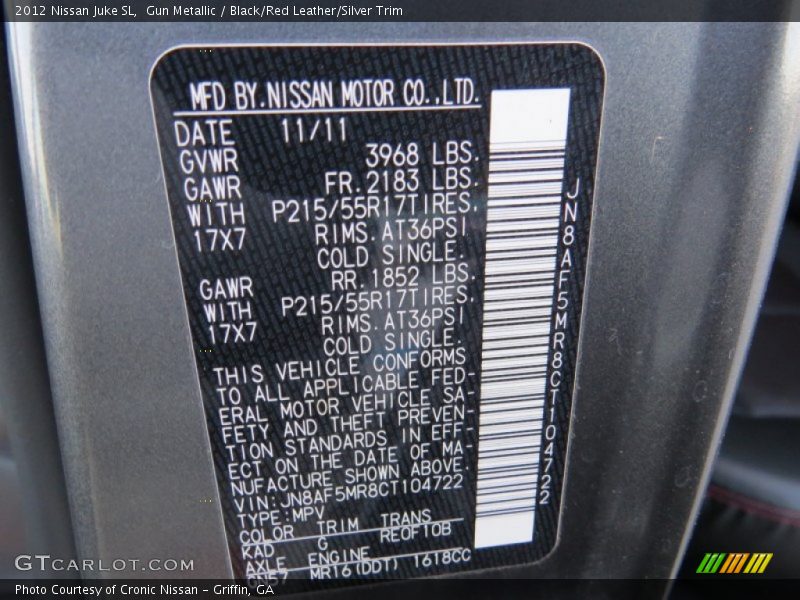 2012 Nissan Juke SL,  Gun Metallic / Black/Red Leather/Silver Trim
MFD BY.NISSAN MOTOR CO.,LTD.
DATE 11/11
GVWR 3968 LBS.
GAWR FR.2183 LBS.
WITH P215/55R17TIRES.
17X7 RIMS.AT36PSI
COLD SINGLE.
GAWR RR.1852 LBS.
WITH P215/55R17TIRES.
17X7 RIMS.AT36PSI
COLD SINGLE.
THIS VEHICLE CONFORMS
TO ALL APPLICABLE FED-
ERAL MOTOR VEHICLE SA-
FETY AND THEFT PREVEN-
TION STANDARDS IN EFF-
ECT ON THE DATE OF MA-
NUFACTURE SHOWN ABOVE.
VIN:JN8AF5MR8CT104722
TYPE:MPV
COLOR TRIM TRANS
KAD G RE0F10B
AXLE ENGINE
MR16(DDT) 1618CC
JN8AF5MR8CT104722
GTCARCOT.COM
Photo Courtesy of Cronic Nissan - Griffin, GA